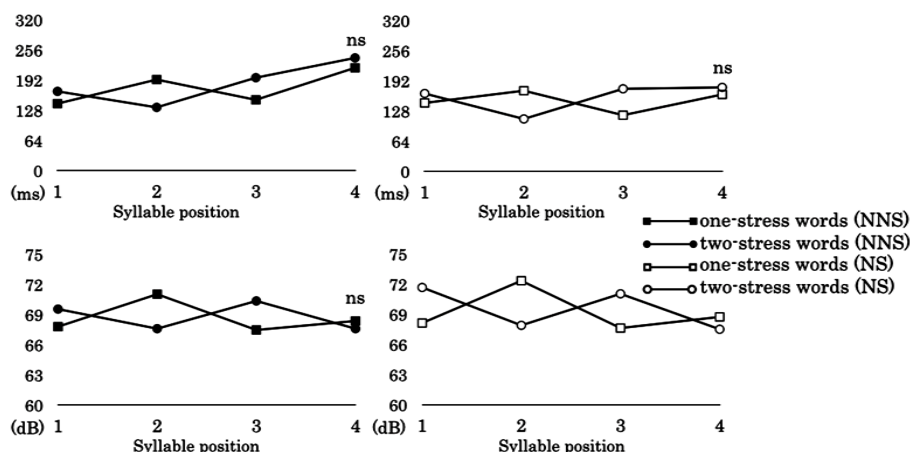 320
256
192
128
64
0
(ms)
1 2 3 4
Syllable position
ns
320
256
192
128
64
0
(ms)
1 2 3 4
Syllable position
ns
75
72
69
66
63
60
(dB)
1 2 3 4
Syllable position
ns
75
72
69
66
63
60
(dB)
1 2 3 4
Syllable position
one-stress words (NNS)
two-stress words (NNS)
one-stress words (NS)
two-stress words (NS)